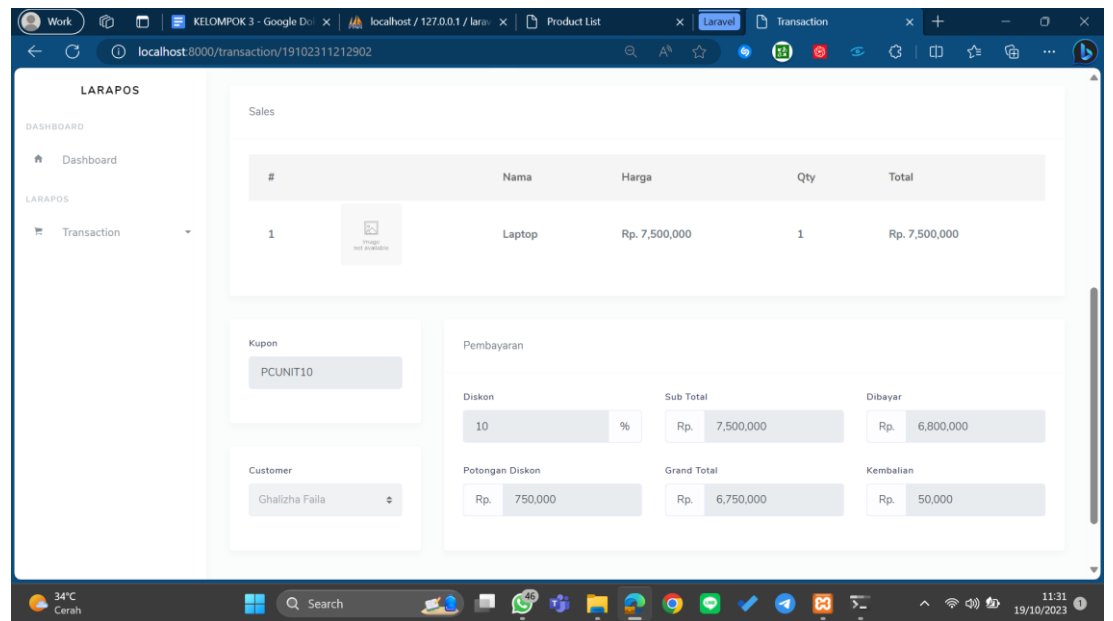 Work
KELOMPOK 3 - Google Do
localhost / 127.0.0.1 / larav
Product List
Laravel
Transaction
localhost:8000/transaction/19102311212902
LARAPOS
DASHBOARD
Dashboard
LARAPOS
Transaction
Sales
# Nama Harga Qty Total
Image
not available
1 Laptop Rp. 7,500,000 1 Rp. 7,500,000
Kupon
PCUNIT10
Customer
Ghalizha Faila
Pembayaran
Diskon Sub Total Dibayar
10 % Rp. 7,500,000 Rp. 6,800,000
Potongan Diskon Grand Total Kembalian
Rp. 750,000 Rp. 6,750,000 Rp. 50,000
34°C
Cerah
Search
46
11:31
19/10/2023
1